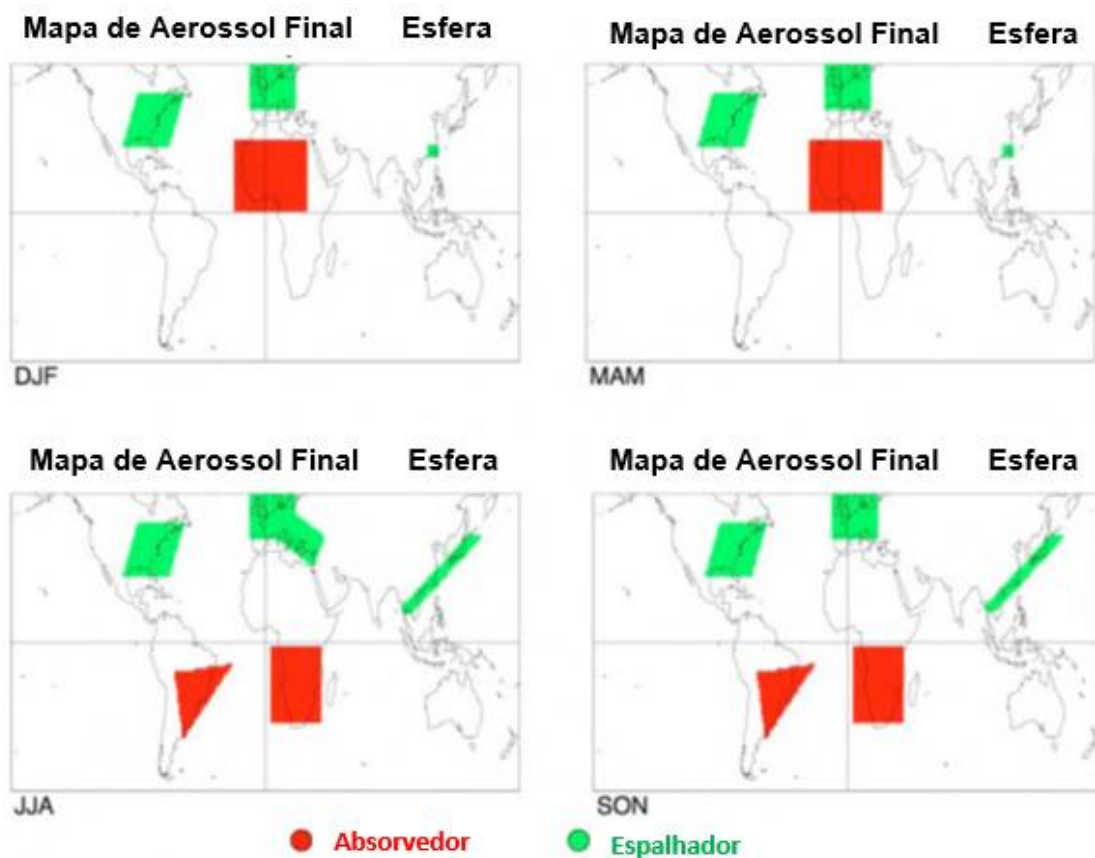 Mapa de Aerossol Final Esfera
Mapa de Aerossol Final Esfera
DJF
MAM
Mapa de Aerossol Final Esfera
Mapa de Aerossol Final Esfera
JJA
SON
Absorvedor
Espalhador